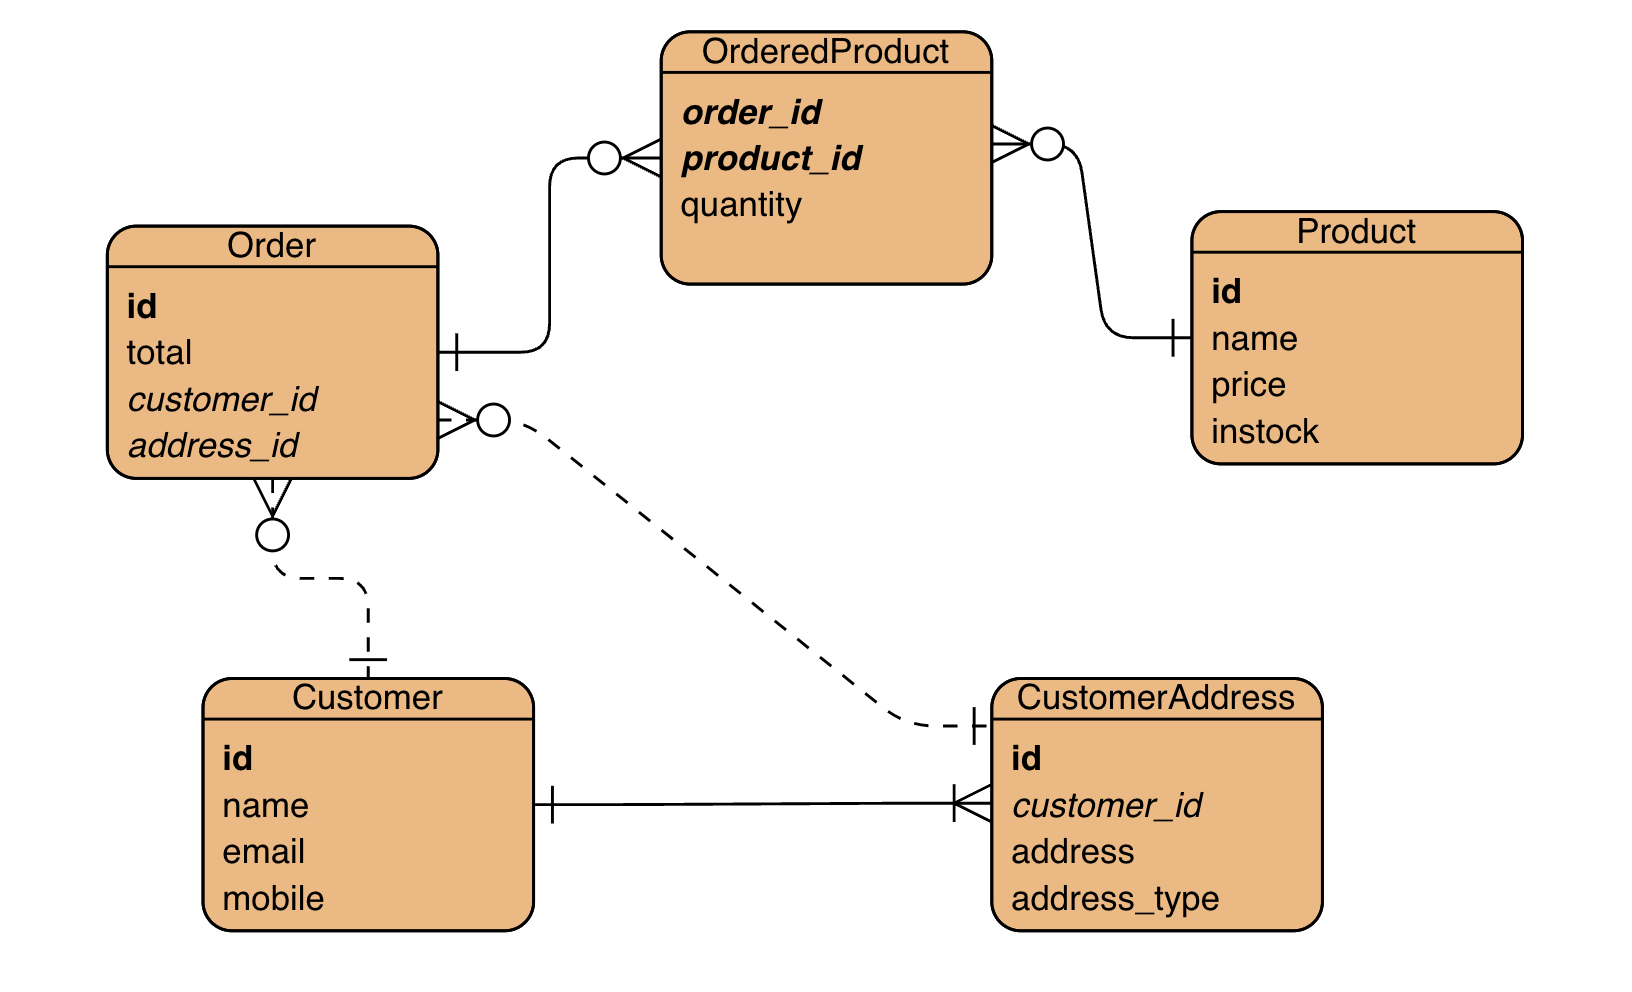 OrderedProduct
order_id
product_id
quantity
Order
id
total
customer_id
address_id
Product
id
name
price
instock
Customer
id
name
email
mobile
CustomerAddress
id
customer_id
address
address_type